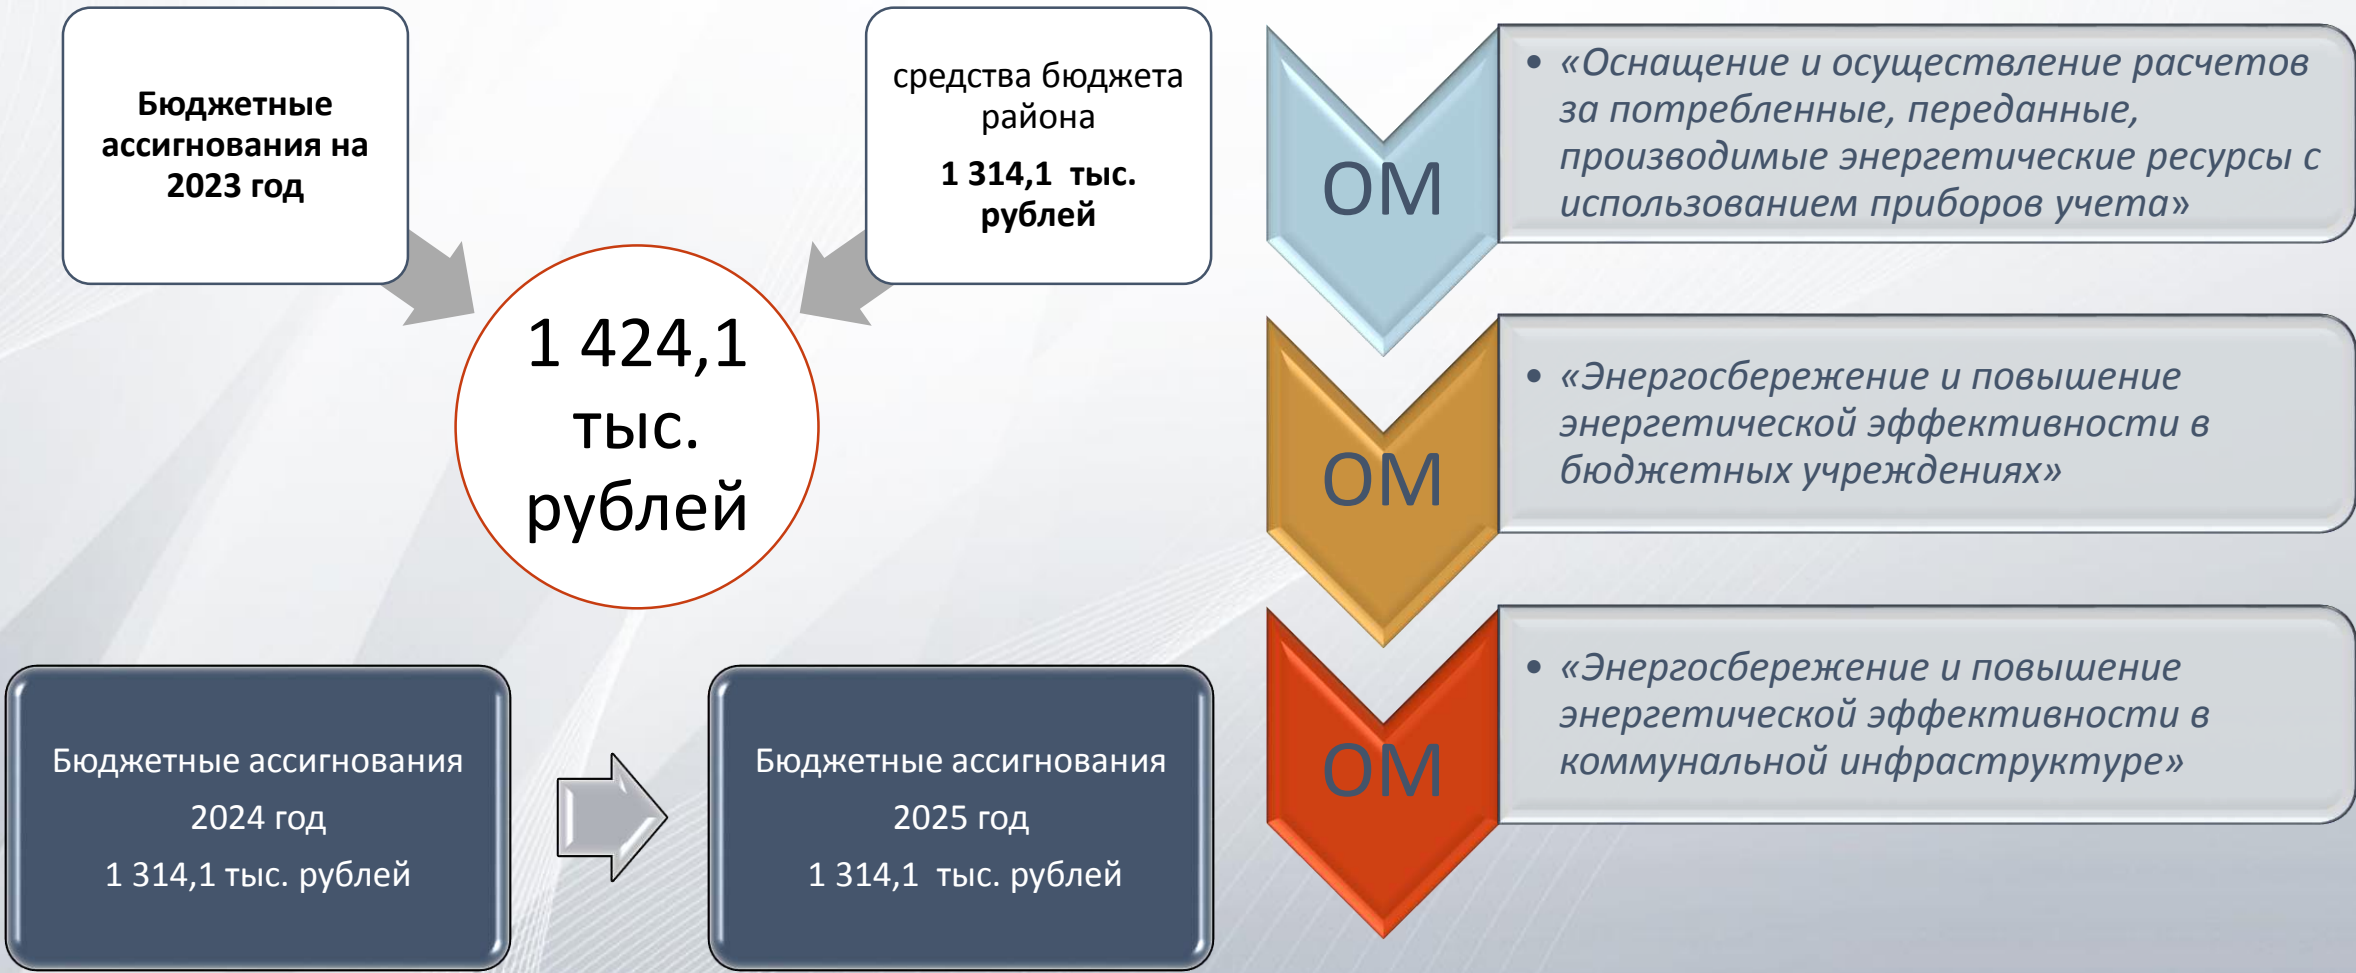 Бюджетные
ассигнования на
2023 год
средства бюджета
района
1 314,1 тыс.
рублей
1 424,1
тыс.
рублей
Бюджетные ассигнования
2024 год
1 314,1 тыс. рублей
Бюджетные ассигнования
2025 год
1 314,1 тыс. рублей
ОМ
• «Оснащение и осуществление расчетов
за потребленные, переданные,
производимые энергетические ресурсы с
использованием приборов учета»
ОМ
• «Энергосбережение и повышение
энергетической эффективности в
бюджетных учреждениях»
ОМ
• «Энергосбережение и повышение
энергетической эффективности в
коммунальной инфраструктуре»